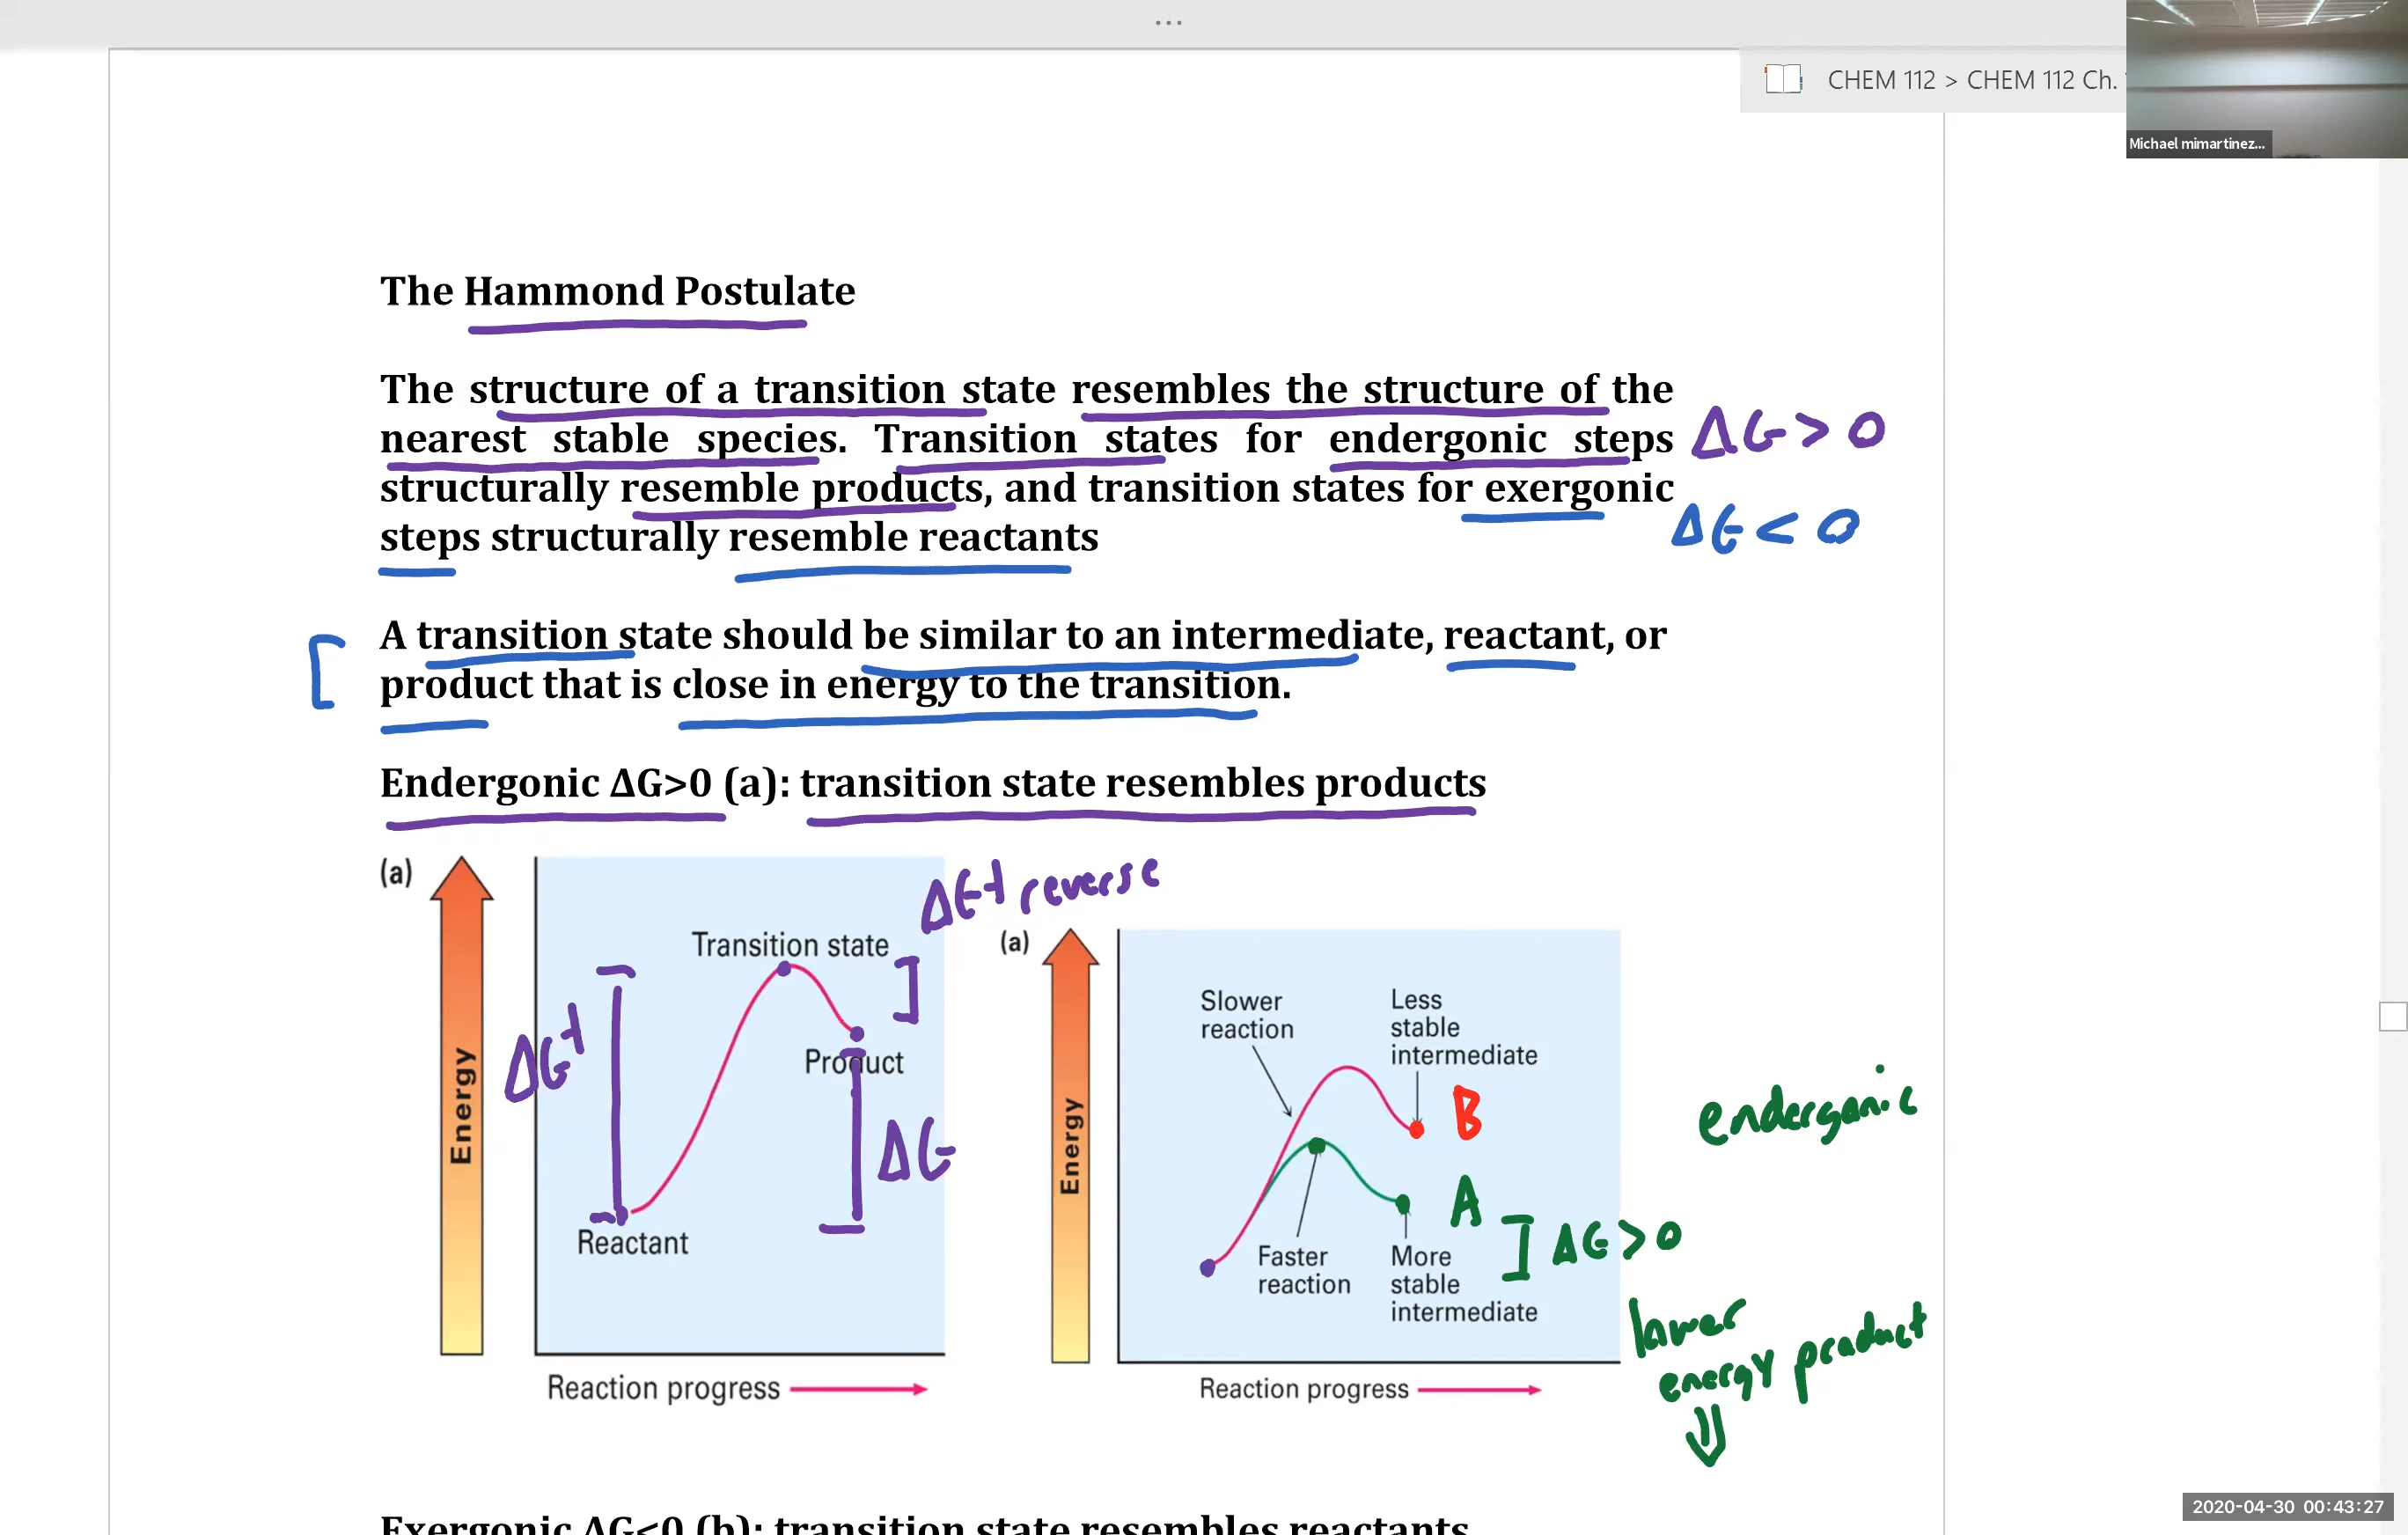 ...
CHEM 112 > CHEM 112 Ch.
Michael mimartinez...
The Hammond Postulate
The structure of a transition state resembles the structure of the
nearest stable species. Transition states for endergonic steps ΔG > 0
structurally resemble products, and transition states for exergonic
ΔG < 0
steps structurally resemble reactants
A transition state should be similar to an intermediate, reactant, or
product that is close in energy to the transition.
Endergonic ΔG>0 (a): transition state resembles products
(a)
Energy
ΔG‡ reverse
Transition state
ΔG‡
Product
ΔG
Reactant
Reaction progress
(a)
Energy
Slower
reaction
Less
stable
intermediate
B
A
Faster
reaction
More
stable
intermediate
ΔG > 0
Reaction progress
endergonic
lower
energy product
Exergonic ΔG<0 (b): transition state resembles reactants
2020-04-30 00:43:27